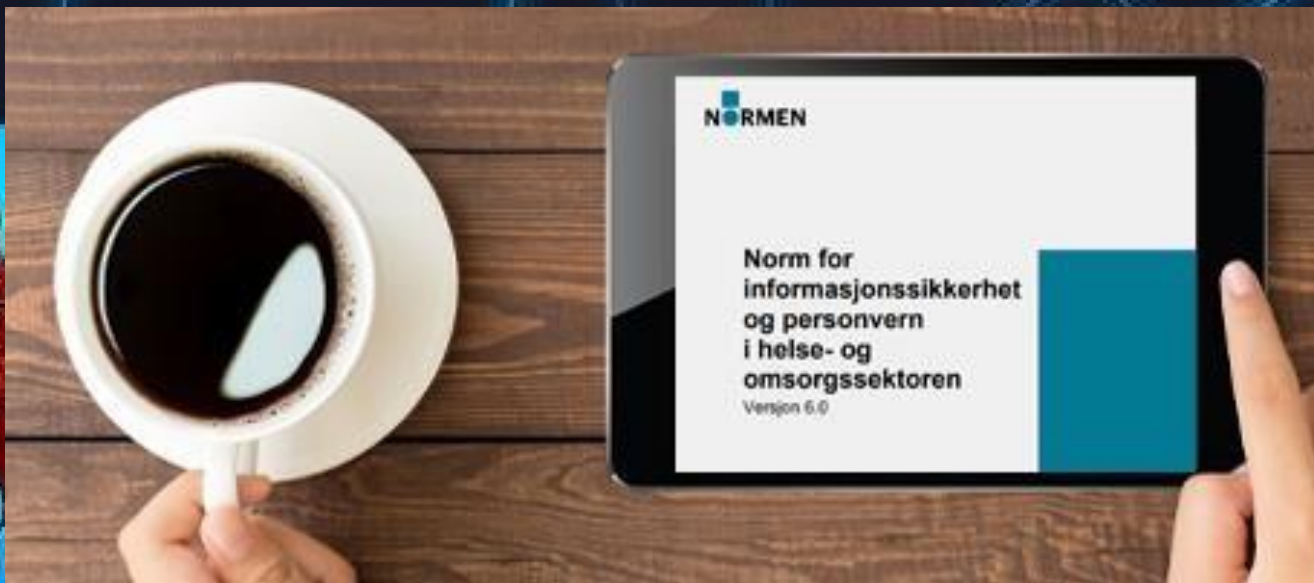 NORMEN
Norm for
informasjonssikkerhet
og personvern
i helse- og
omsorgssektoren
Versjon 6.0